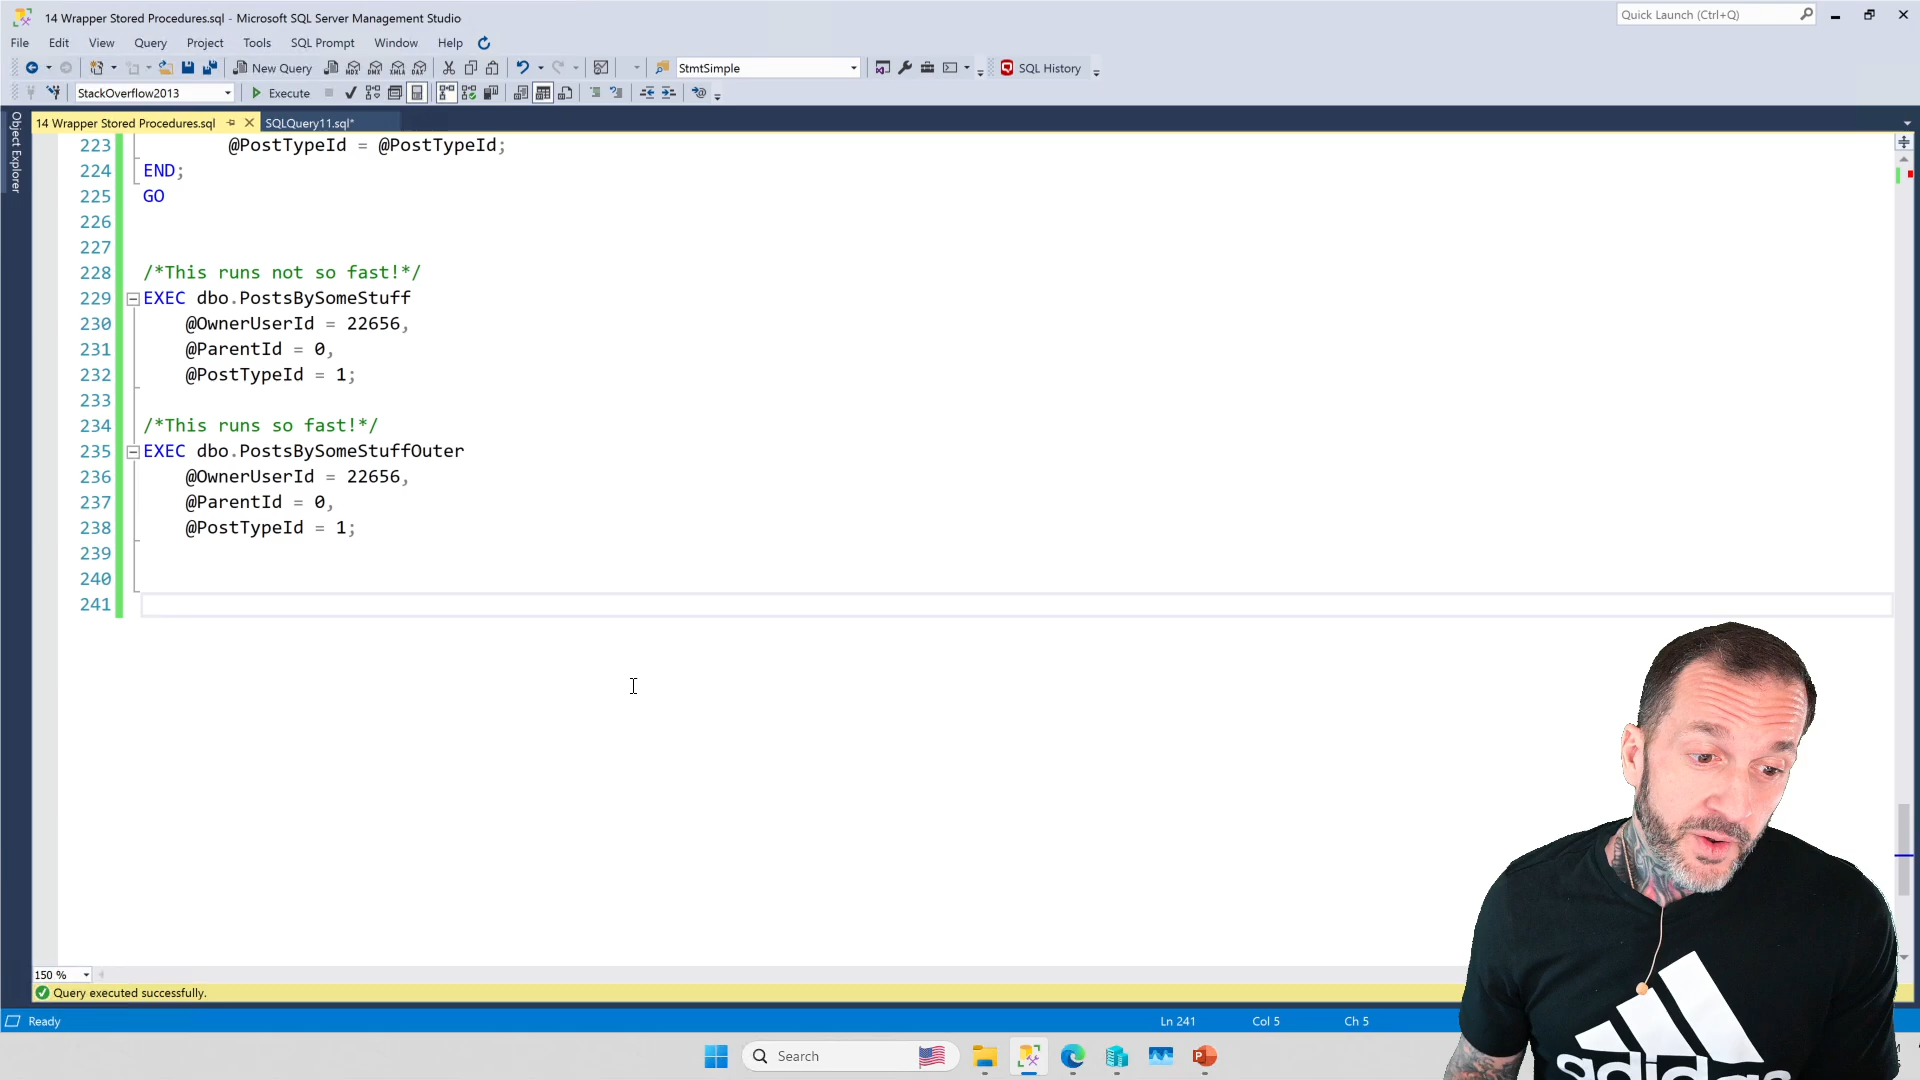 14 Wrapper Stored Procedures.sql - Microsoft SQL Server Management Studio
Quick Launch (Ctrl+Q)
File Edit View Query Project Tools SQL Prompt Window Help
New Query
StmtSimple
SQL History
StackOverflow2013
Execute
14 Wrapper Stored Procedures.sql
SQLQuery11.sql*
Object Explorer
223 @PostTypeId = @PostTypeId;
224 END;
225 GO
226
227
228 /*This runs not so fast!*/
229 EXEC dbo.PostsBySomeStuff
230 @OwnerUserId = 22656,
231 @ParentId = 0,
232 @PostTypeId = 1;
233
234 /*This runs so fast!*/
235 EXEC dbo.PostsBySomeStuffOuter
236 @OwnerUserId = 22656,
237 @ParentId = 0,
238 @PostTypeId = 1;
239
240
241
150 %
Query executed successfully.
Ready
Ln 241 Col 5 Ch 5
Search
adidas